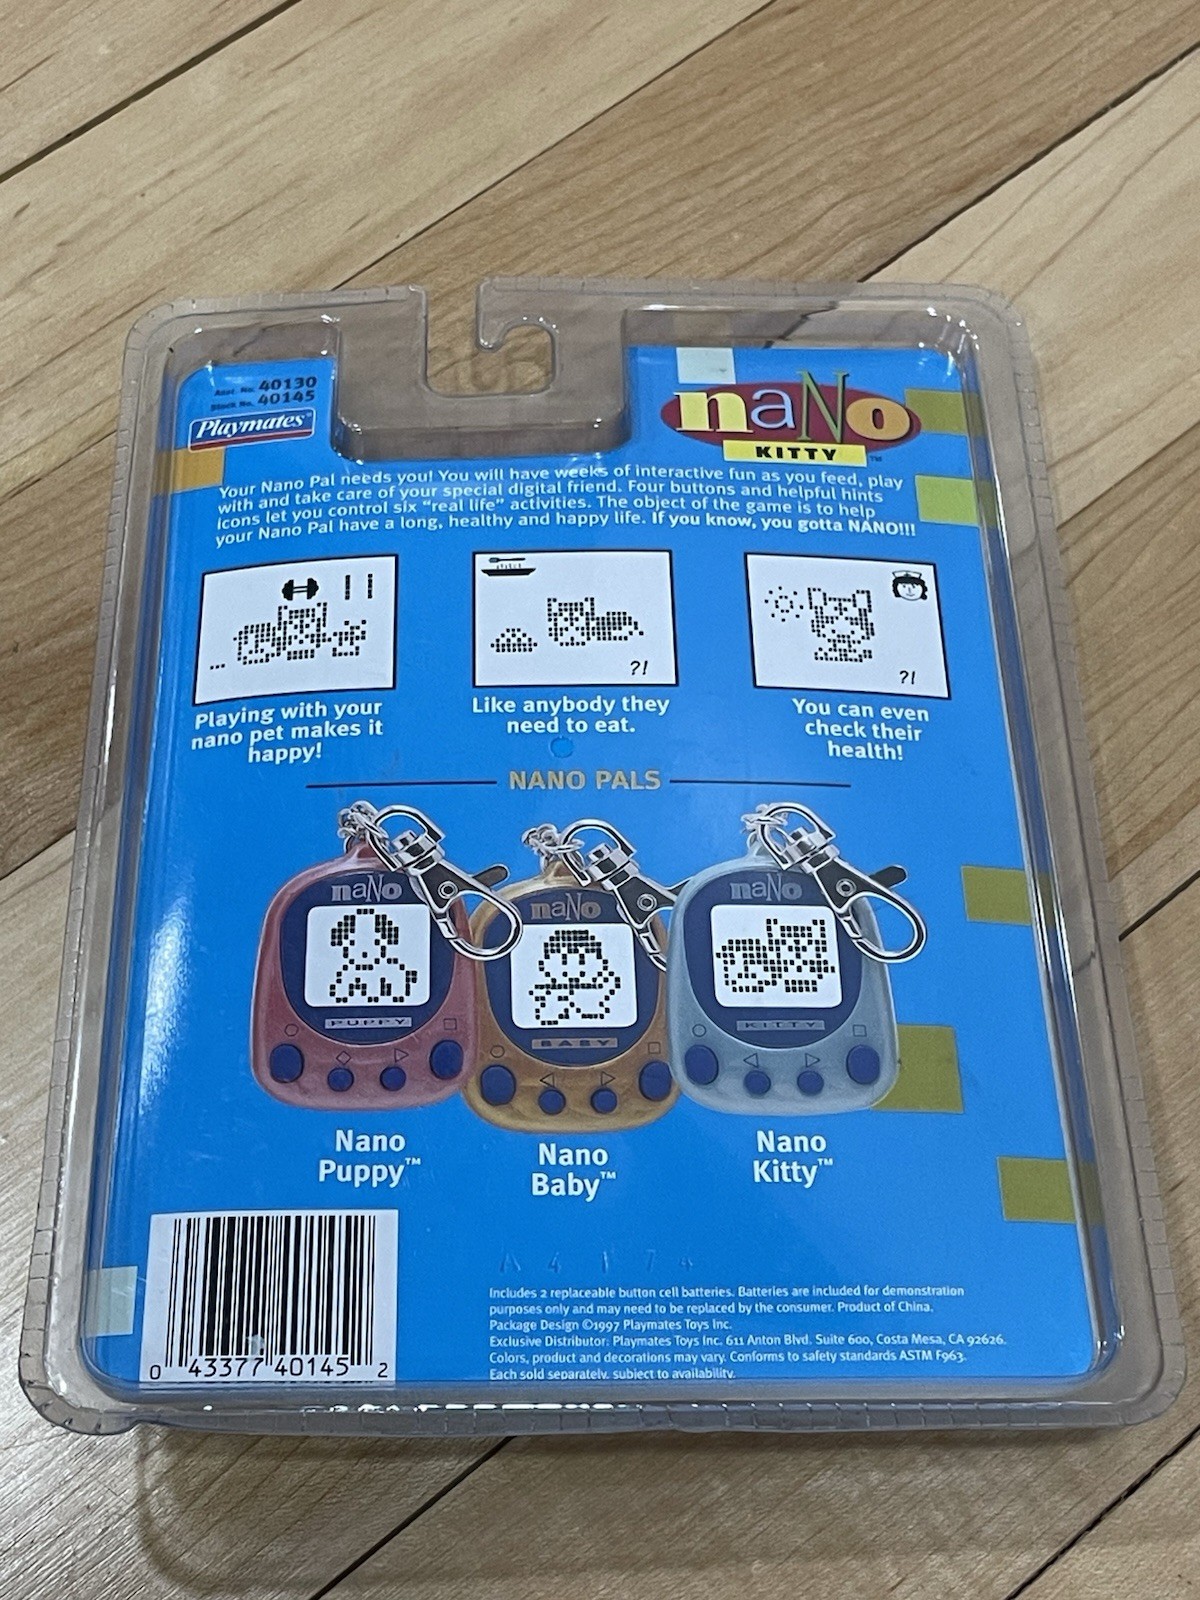 Asst. No. 40130
Stock No. 40145
Playmates
naNo
KITTY™
Your Nano Pal needs you! You will have weeks of interactive fun as you feed, play
with and take care of your special digital friend. Four buttons and helpful hints
icons let you control six “real life” activities. The object of the game is to help
your Nano Pal have a long, healthy and happy life. If you know, you gotta NANO!!!
...
?!
?!
Playing with your
nano pet makes it
happy!
Like anybody they
need to eat.
You can even
check their
health!
NANO PALS
naNo
PUPPY
naNo
BABY
naNo
KITTY
Nano
Puppy™
Nano
Baby™
Nano
Kitty™
0 43377 40145 2
Includes 2 replaceable button cell batteries. Batteries are included for demonstration
purposes only and may need to be replaced by the consumer. Product of China.
Package Design ©1997 Playmates Toys Inc.
Exclusive Distributor: Playmates Toys Inc. 611 Anton Blvd. Suite 600, Costa Mesa, CA 92626.
Colors, product and decorations may vary. Conforms to safety standards ASTM F963.
Each sold separately, subject to availability.